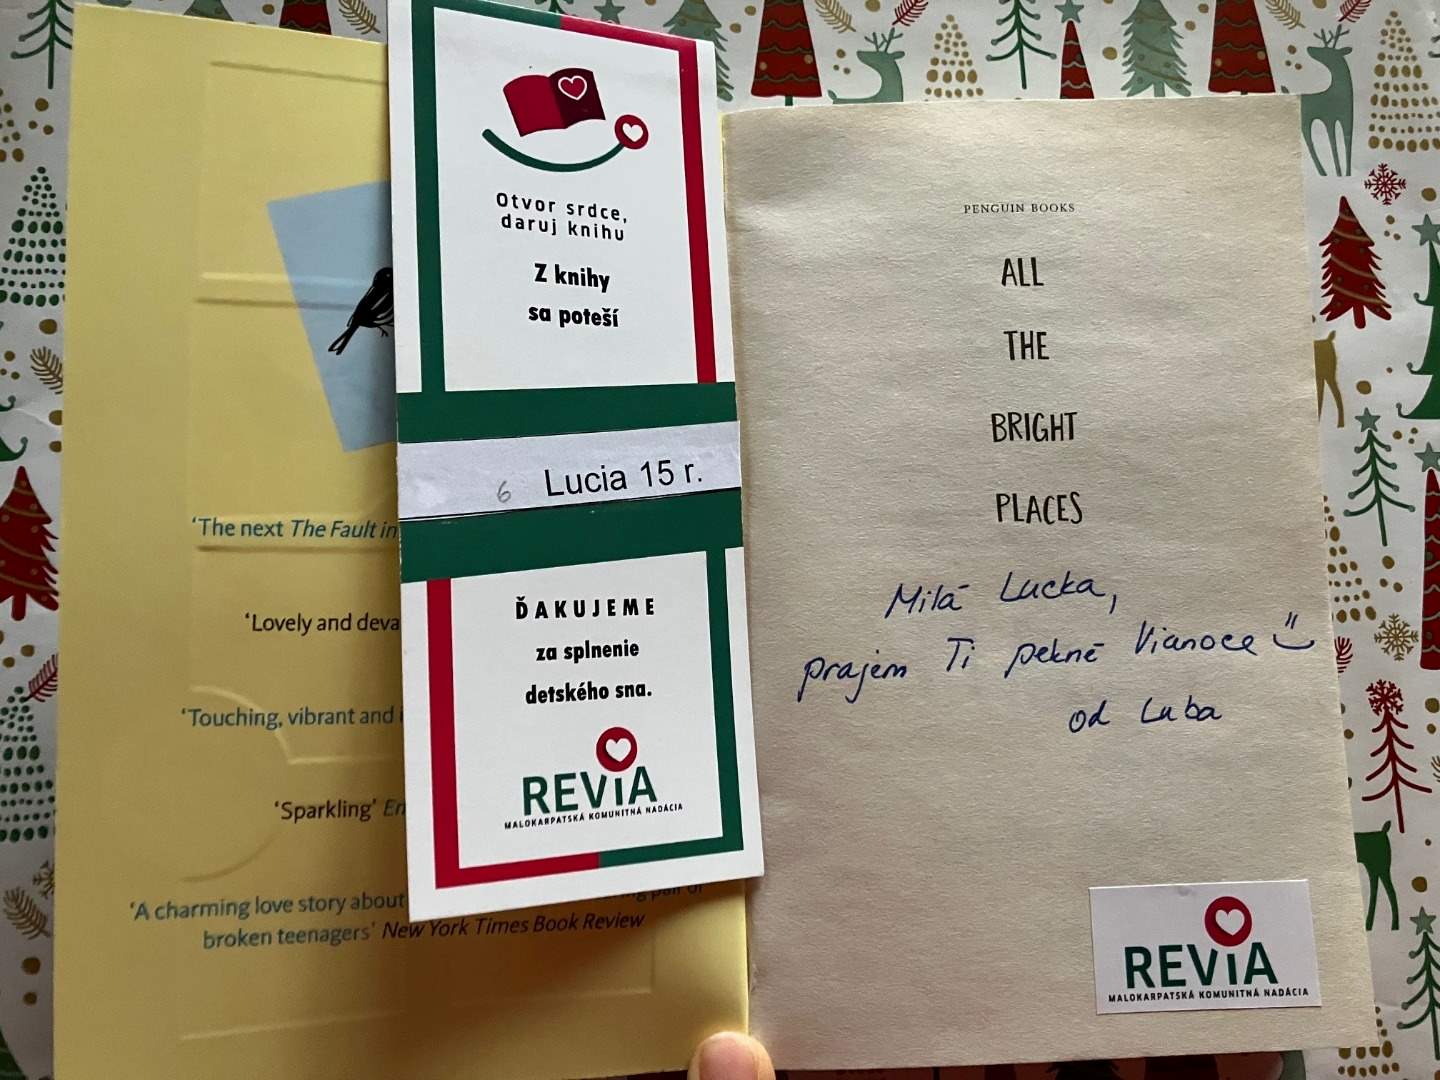 ‘The next The Fault in
‘Lovely and deva
‘Touching, vibrant and
‘Sparkling’
‘A charming love story about
broken teenagers’ New York Times Book Review
Otvor srdce,
daruj knihu
Z knihy
sa poteší
6 Lucia 15 r.
ĎAKUJEME
za splnenie
detského sna.
REViA
MALOKARPATSKÁ KOMUNITNÁ NADÁCIA
PENGUIN BOOKS
ALL
THE
BRIGHT
PLACES
Milá Lucka,
prajem Ti pekné Vianoce
od Luba
REViA
MALOKARPATSKÁ KOMUNITNÁ NADÁCIA